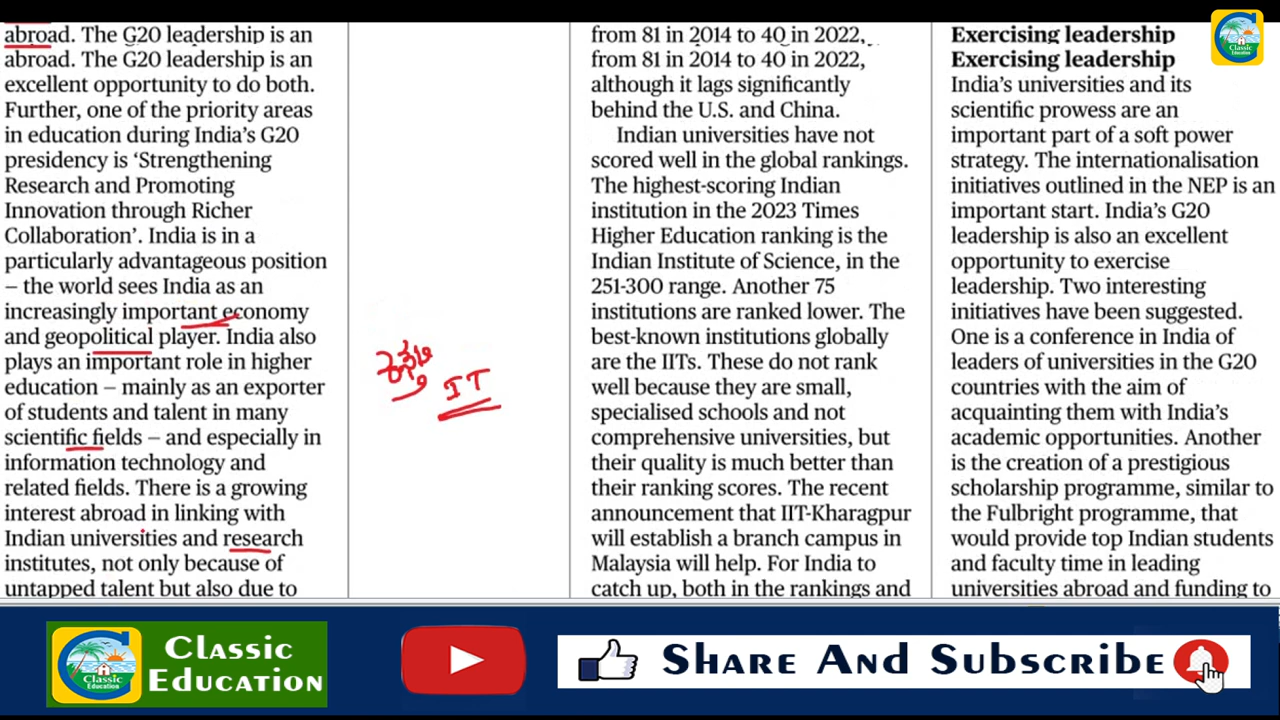 abroad. The G20 leadership is an
abroad. The G20 leadership is an
excellent opportunity to do both.
Further, one of the priority areas
in education during India's G20
presidency is 'Strengthening
Research and Promoting
Innovation through Richer
Collaboration'. India is in a
particularly advantageous position
– the world sees India as an
increasingly important economy
and geopolitical player. India also
plays an important role in higher
education – mainly as an exporter
of students and talent in many
scientific fields – and especially in
information technology and
related fields. There is a growing
interest abroad in linking with
Indian universities and research
institutes, not only because of
untapped talent but also due to
IT
from 81 in 2014 to 40 in 2022,
from 81 in 2014 to 40 in 2022,
although it lags significantly
behind the U.S. and China.
Indian universities have not
scored well in the global rankings.
The highest-scoring Indian
institution in the 2023 Times
Higher Education ranking is the
Indian Institute of Science, in the
251-300 range. Another 75
institutions are ranked lower. The
best-known institutions globally
are the IITs. These do not rank
well because they are small,
specialised schools and not
comprehensive universities, but
their quality is much better than
their ranking scores. The recent
announcement that IIT-Kharagpur
will establish a branch campus in
Malaysia will help. For India to
catch up, both in the rankings and
Exercising leadership
Exercising leadership
India's universities and its
scientific prowess are an
important part of a soft power
strategy. The internationalisation
initiatives outlined in the NEP is an
important start. India's G20
leadership is also an excellent
opportunity to exercise
leadership. Two interesting
initiatives have been suggested.
One is a conference in India of
leaders of universities in the G20
countries with the aim of
acquainting them with India's
academic opportunities. Another
is the creation of a prestigious
scholarship programme, similar to
the Fulbright programme, that
would provide top Indian students
and faculty time in leading
universities abroad and funding to
Classic
Education
Classic
Education
Classic
Education
Share And Subscribe